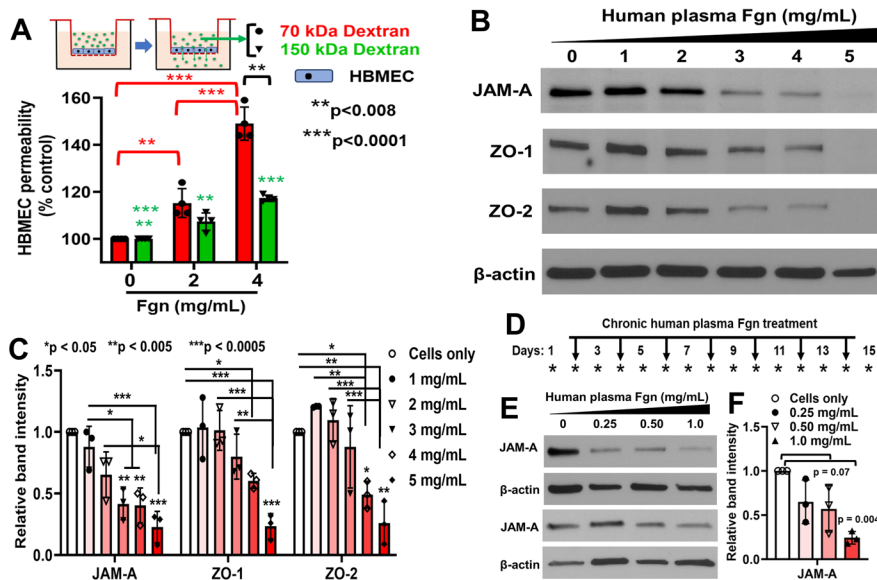 A
70 kDa Dextran
150 kDa Dextran
HBMEC
**p<0.008
***p<0.0001
HBMEC permeability
(% control)
160
140
120
100
***
***
**
**
***
**
**
***
0
2
4
Fgn (mg/mL)
B
Human plasma Fgn (mg/mL)
0 1 2 3 4 5
JAM-A
ZO-1
ZO-2
β-actin
C
*p < 0.05 **p < 0.005 ***p < 0.0005
Relative band intensity
1.5
1.0
0.5
0.0
***
*
*
** **
***
*
***
***
**
***
*
**
**
***
***
*
**
JAM-A
ZO-1
ZO-2
Cells only
1 mg/mL
2 mg/mL
3 mg/mL
4 mg/mL
5 mg/mL
D
Chronic human plasma Fgn treatment
Days: 1 3 5 7 9 11 13 15
* * * * * * * * * * * * * * *
E
Human plasma Fgn (mg/mL)
0 0.25 0.50 1.0
JAM-A
β-actin
JAM-A
β-actin
F
Cells only
0.25 mg/mL
0.50 mg/mL
1.0 mg/mL
Relative band intensity
1.5
1.0
0.5
0.0
p = 0.07
p = 0.004
JAM-A